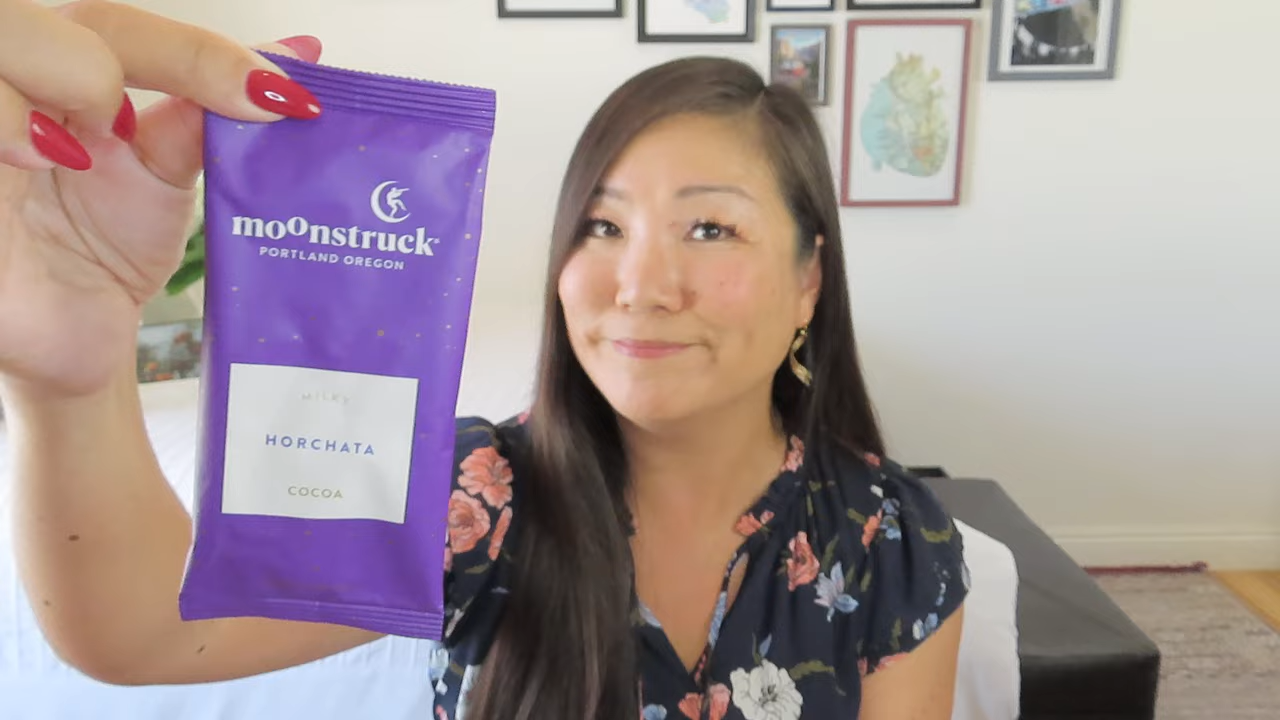 moonstruck®
PORTLAND OREGON
MILKY
HORCHATA
COCOA